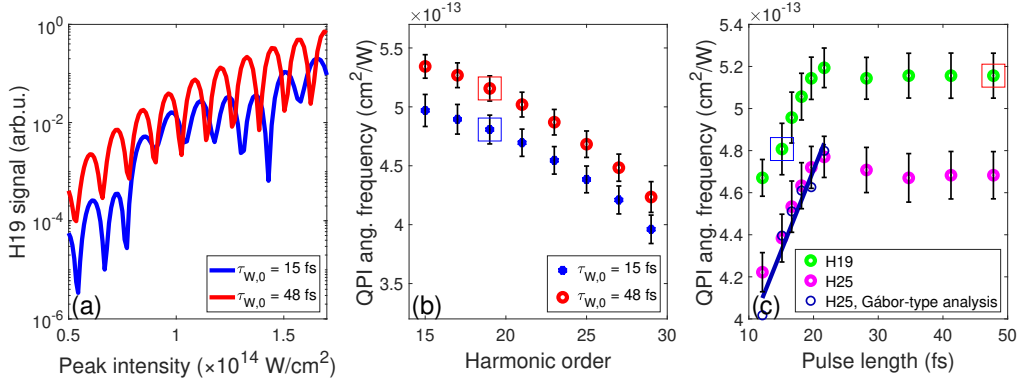 10^0
10^-2
10^-4
10^-6
H19 signal (arb.u.)
0.5 1 1.5
Peak intensity (×10^14 W/cm^2)
τ_W,0 = 15 fs
τ_W,0 = 48 fs
(a)
×10^-13
5.5
5
4.5
4
3.5
QPI ang. frequency (cm^2/W)
15 20 25 30
Harmonic order
τ_W,0 = 15 fs
τ_W,0 = 48 fs
(b)
×10^-13
5.4
5.2
5
4.8
4.6
4.4
4.2
4
QPI ang. frequency (cm^2/W)
10 20 30 40 50
Pulse length (fs)
H19
H25
H25, Gábor-type analysis
(c)